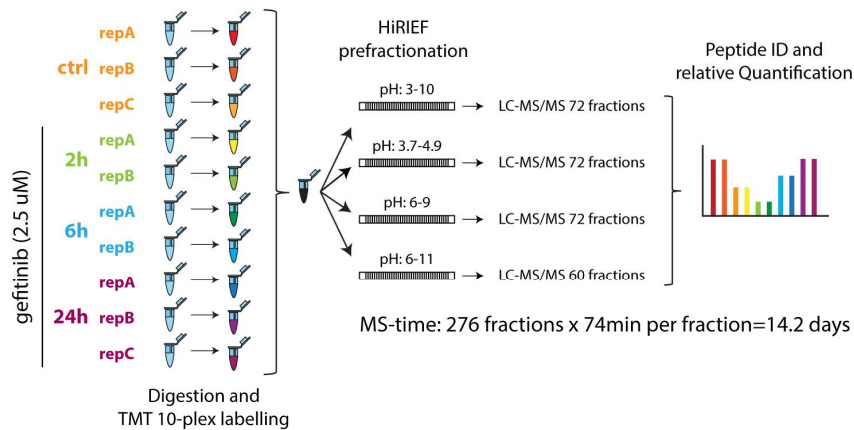 repA
ctrl repB
repC
gefitinib (2.5 uM)
2h
repA
repB
6h
repA
repB
24h
repA
repB
repC
Digestion and
TMT 10-plex labelling
HiRIEF
prefractionation
pH: 3-10
LC-MS/MS 72 fractions
pH: 3.7-4.9
LC-MS/MS 72 fractions
pH: 6-9
LC-MS/MS 72 fractions
pH: 6-11
LC-MS/MS 60 fractions
Peptide ID and
relative Quantification
MS-time: 276 fractions x 74min per fraction=14.2 days